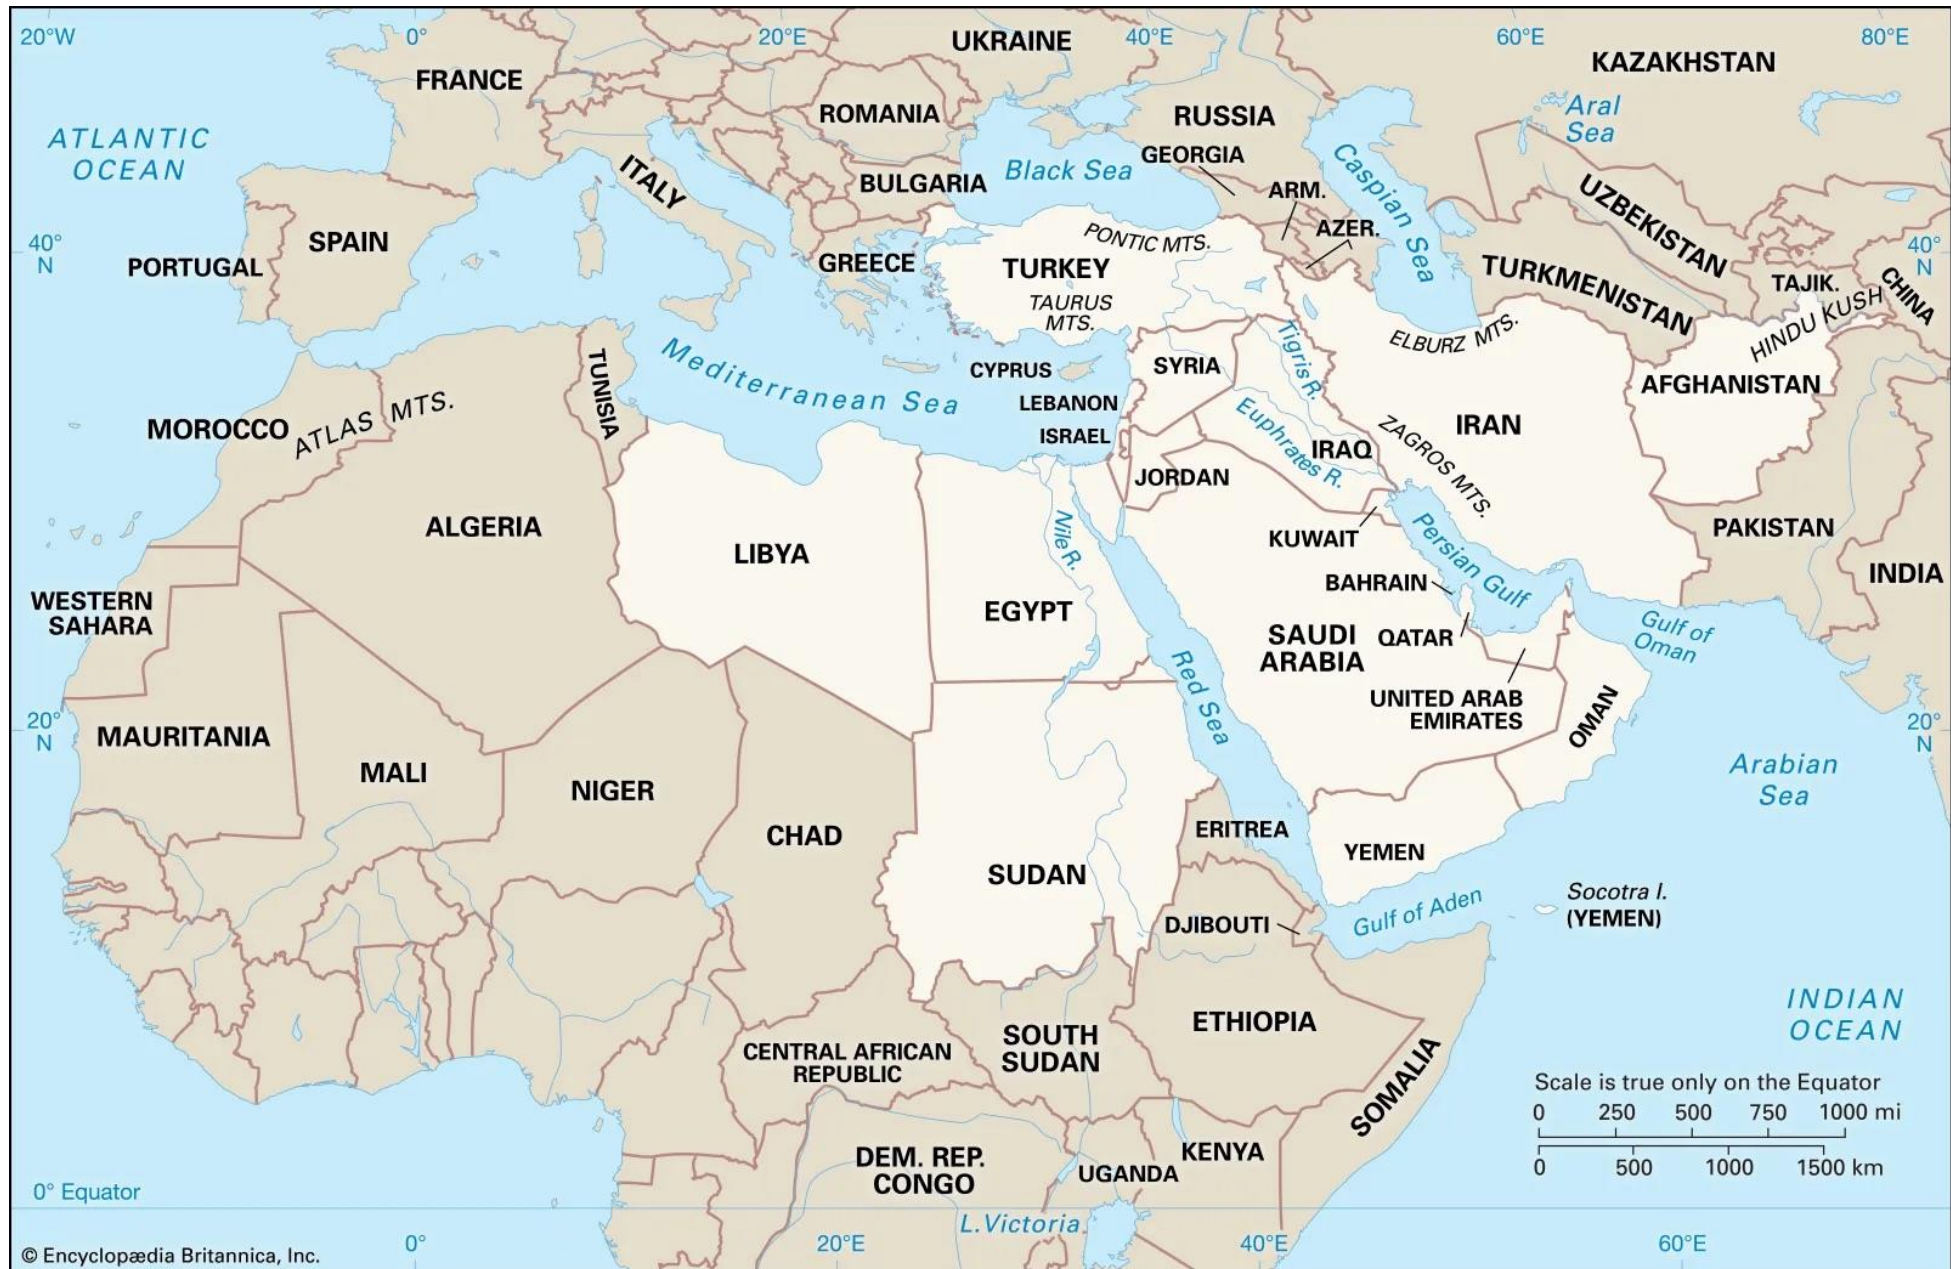 20°W
0°
20°E
40°E
60°E
80°E
UKRAINE
KAZAKHSTAN
FRANCE
ROMANIA
RUSSIA
Aral
Sea
ATLANTIC
OCEAN
GEORGIA
Caspian Sea
ITALY
BULGARIA
Black Sea
ARM.
UZBEKISTAN
AZER.
40°
N
SPAIN
PORTUGAL
GREECE
PONTIC MTS.
TURKEY
TAURUS
MTS.
TURKMENISTAN
TAJIK.
CHINA
40°
N
HINDU KUSH
ELBURZ MTS.
Mediterranean Sea
TUNISIA
CYPRUS
SYRIA
Tigris R.
AFGHANISTAN
LEBANON
MOROCCO
ATLAS MTS.
ISRAEL
Euphrates R.
IRAQ
ZAGROS MTS.
IRAN
JORDAN
ALGERIA
LIBYA
Nile R.
KUWAIT
Persian Gulf
PAKISTAN
INDIA
WESTERN
SAHARA
EGYPT
BAHRAIN
SAUDI
ARABIA
QATAR
Gulf of
Oman
Red Sea
UNITED ARAB
EMIRATES
OMAN
20°
N
20°
N
MAURITANIA
MALI
NIGER
CHAD
Arabian
Sea
ERITREA
SUDAN
YEMEN
Socotra I.
(YEMEN)
DJIBOUTI
Gulf of Aden
INDIAN
OCEAN
ETHIOPIA
SOUTH
SUDAN
CENTRAL AFRICAN
REPUBLIC
SOMALIA
Scale is true only on the Equator
0 250 500 750 1000 mi
0 500 1000 1500 km
DEM. REP.
CONGO
UGANDA
KENYA
0° Equator
L. Victoria
© Encyclopædia Britannica, Inc.
0°
20°E
40°E
60°E